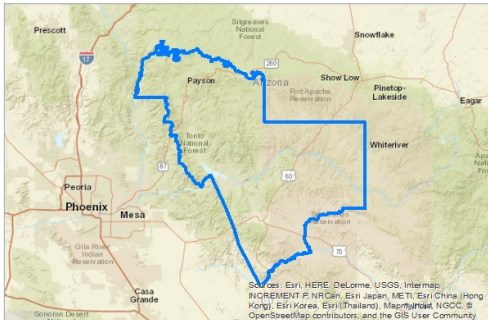 Prescott
Sitgreaves
National
Forest
Snowflake
17
260
Payson
Arizona
Show Low
Pinetop-
Lakeside
Fort Apache
Reservation
Eagar
Tonto
National
Forest
Whiteriver
87
60
Peoria
Phoenix
Mesa
Reservation
Gila River
Indian
Reservation
70
Casa
Grande
Sonoran Desert
Sources: Esri, HERE, DeLorme, USGS, Intermap,
INCREMENT P, NRCan, Esri Japan, METI, Esri China (Hong
Kong), Esri Korea, Esri (Thailand), MapmyIndia, NGCC, ©
OpenStreetMap contributors, and the GIS User Community